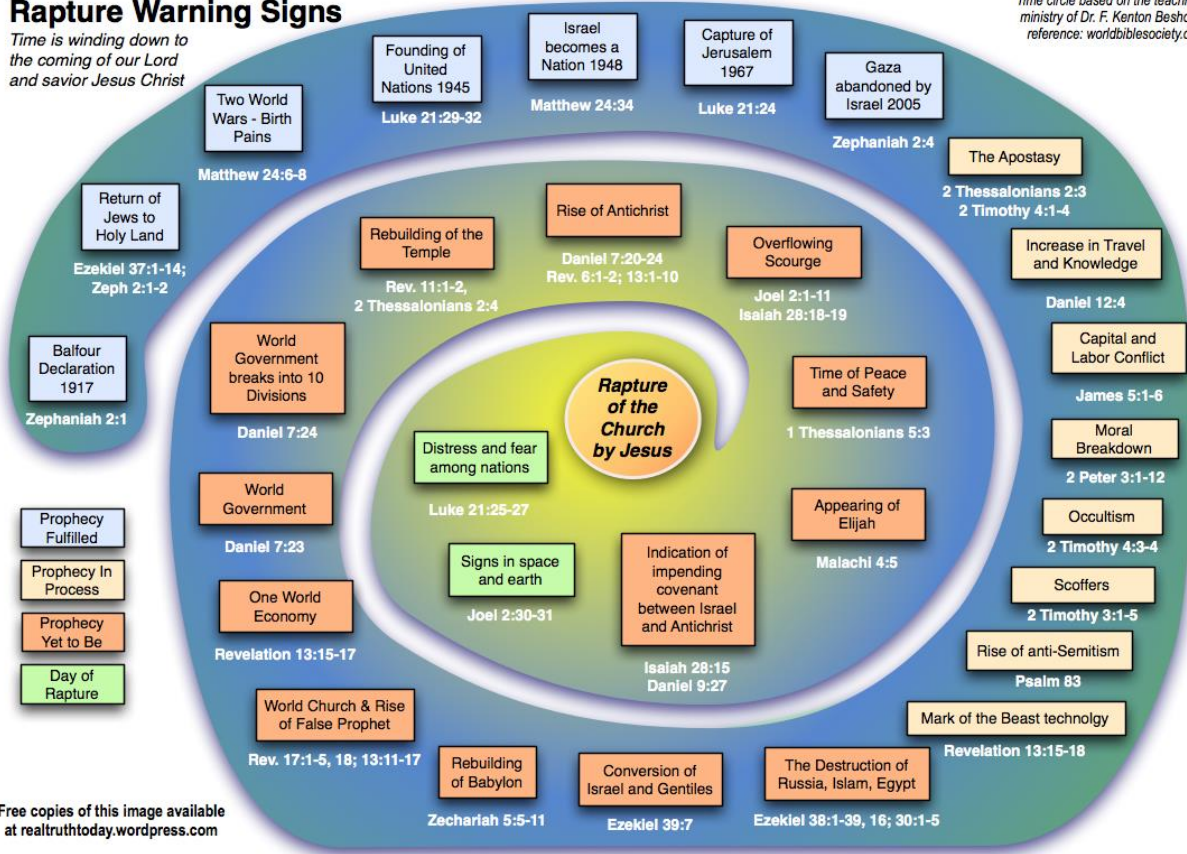 Rapture Warning Signs
Time is winding down to
the coming of our Lord
and savior Jesus Christ
Time circle based on the
ministry of Dr. F. Kenton
reference:
Balfour
Declaration
1917
Zephaniah 2:1
Return of
Jews to
Holy Land
Ezekiel 37:1-14;
Zeph 2:1-2
Two World
Wars - Birth
Pains
Matthew 24:6-8
Founding of
United
Nations 1945
Luke 21:29-32
Israel
becomes a
Nation 1948
Matthew 24:34
Capture of
Jerusalem
1967
Luke 21:24
Gaza
abandoned by
Israel 2005
Zephaniah 2:4
The Apostasy
2 Thessalonians 2:3
2 Timothy 4:1-4
Increase in Travel
and Knowledge
Daniel 12:4
Capital and
Labor Conflict
James 5:1-6
Moral
Breakdown
2 Peter 3:1-12
Occultism
2 Timothy 4:3-4
Scoffers
2 Timothy 3:1-5
Rise of anti-Semitism
Psalm 83
Mark of the Beast technolgy
Revelation 13:15-18
The Destruction of
Russia, Islam, Egypt
Ezekiel 38:1-39, 16; 30:1-5
Conversion of
Israel and Gentiles
Ezekiel 39:7
Rebuilding
of Babylon
Zechariah 5:5-11
World Church & Rise
of False Prophet
Rev. 17:1-5, 18; 13:11-17
One World
Economy
Revelation 13:15-17
World
Government
Daniel 7:23
World
Government
breaks into 10
Divisions
Daniel 7:24
Rebuilding of the
Temple
Rev. 11:1-2,
2 Thessalonians 2:4
Rise of Antichrist
Daniel 7:20-24
Rev. 6:1-2; 13:1-10
Overflowing
Scourge
Joel 2:1-11
Isaiah 28:18-19
Time of Peace
and Safety
1 Thessalonians 5:3
Appearing of
Elijah
Malachi 4:5
Indication of
impending
covenant
between Israel
and Antichrist
Isaiah 28:15
Daniel 9:27
Signs in space
and earth
Joel 2:30-31
Distress and fear
among nations
Luke 21:25-27
Rapture
of the
Church
by Jesus
Prophecy
Fulfilled
Prophecy In
Process
Prophecy
Yet to Be
Day of
Rapture
Free copies of this image available
at realtruthtoday.wordpress.com